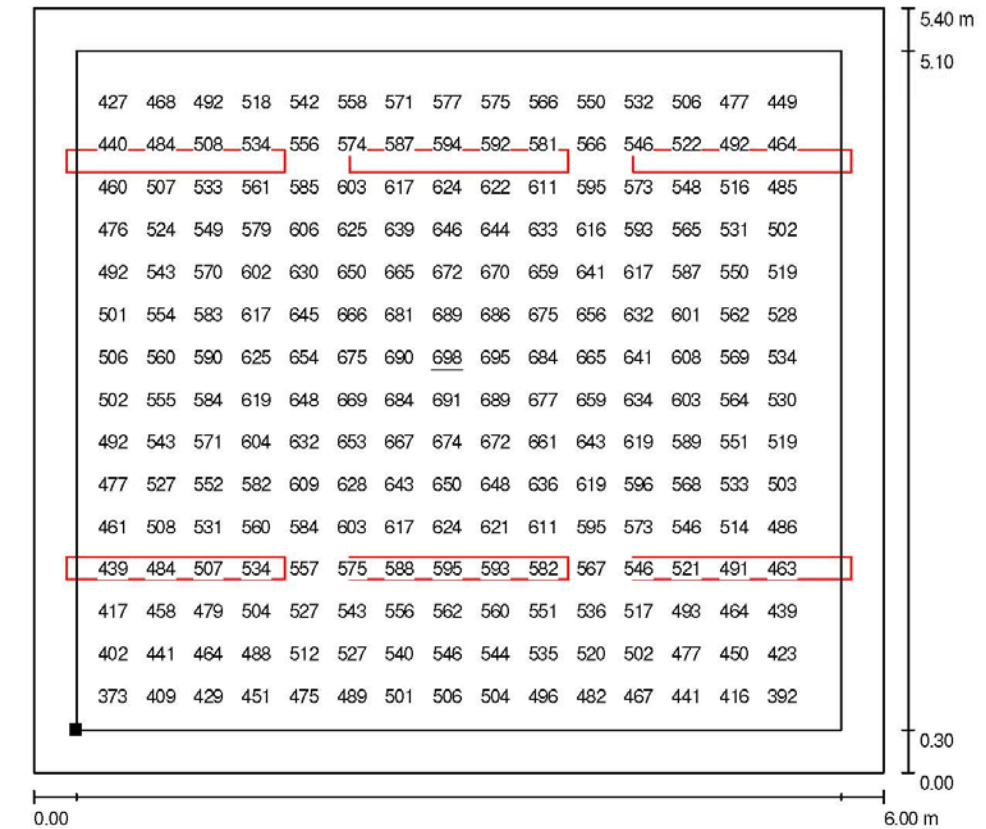 5.40 m
5.10
427 468 492 518 542 558 571 577 575 566 550 532 506 477 449
440 484 508 534 556 574 587 594 592 581 566 546 522 492 464
460 507 533 561 585 603 617 624 622 611 595 573 548 516 485
476 524 549 579 606 625 639 646 644 633 616 593 565 531 502
492 543 570 602 630 650 665 672 670 659 641 617 587 550 519
501 554 583 617 645 666 681 689 686 675 656 632 601 562 528
506 560 590 625 654 675 690 698 695 684 665 641 608 569 534
502 555 584 619 648 669 684 691 689 677 659 634 603 564 530
492 543 571 604 632 653 667 674 672 661 643 619 589 551 519
477 527 552 582 609 628 643 650 648 636 619 596 568 533 503
461 508 531 560 584 603 617 624 621 611 595 573 546 514 486
439 484 507 534 557 575 588 595 593 582 567 546 521 491 463
417 458 479 504 527 543 556 562 560 551 536 517 493 464 439
402 441 464 488 512 527 540 546 544 535 520 502 477 450 423
373 409 429 451 475 489 501 506 504 496 482 467 441 416 392
0.30
0.00
0.00 6.00 m